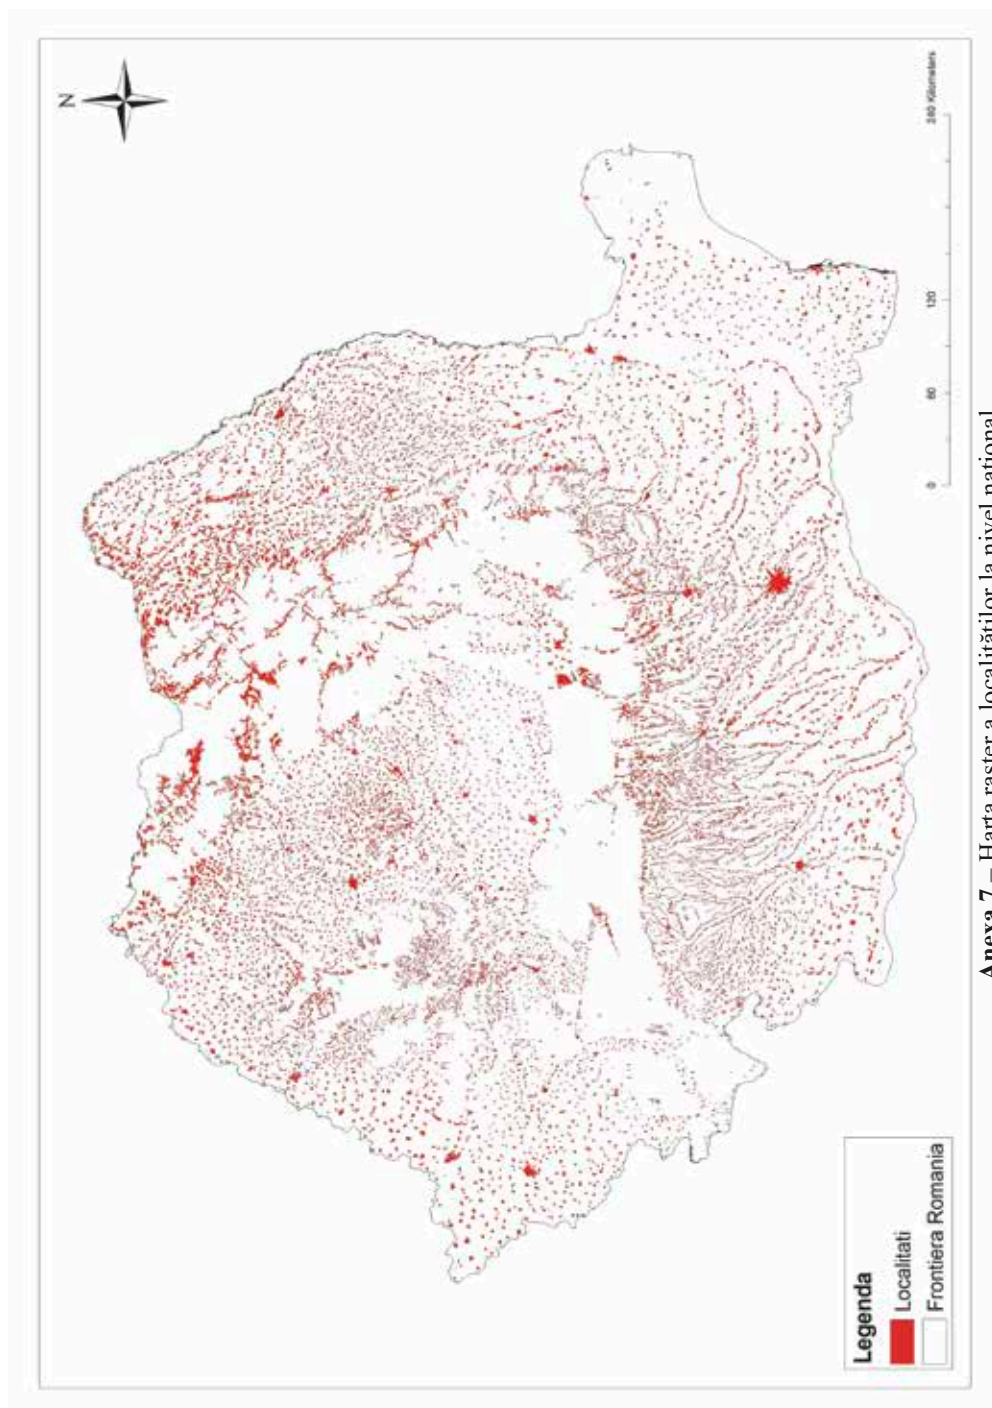 N
0 60 120 240 Kilometers
Legenda
Localitati
Frontiera Romania
Anexa 7 – Harta raster a localităților la nivel național